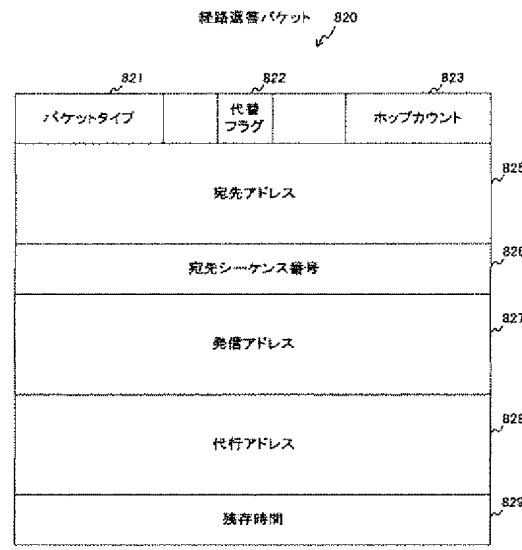 経路返答パケット 820
821 822 823
パケットタイプ
代替
フラグ
ホップカウント
825
宛先アドレス
826
宛先シーケンス番号
827
発信アドレス
828
代行アドレス
829
残存時間